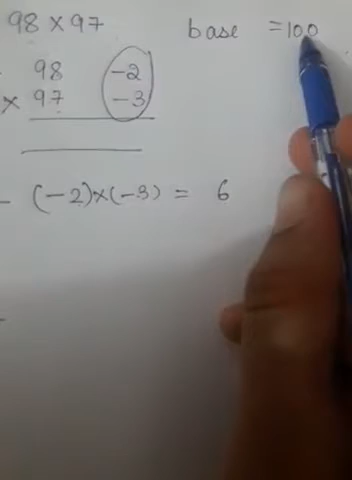 98 × 97 base = 100
98 -2
× 97 -3
(-2)×(-3) = 6